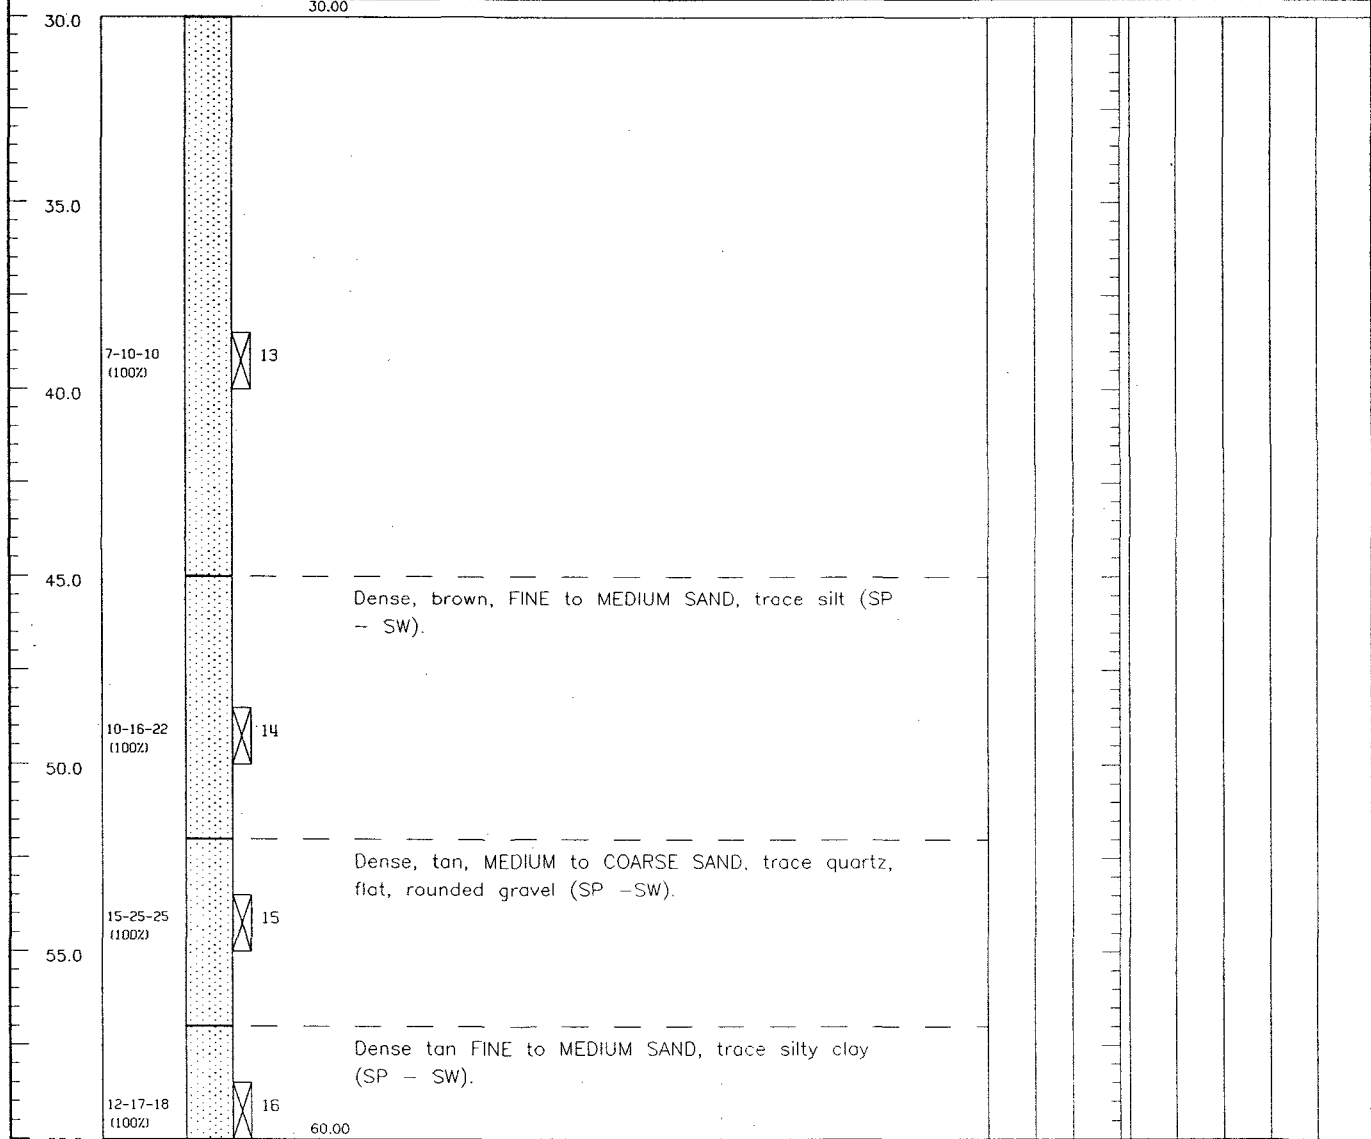 30.00
30.0
35.0
7-10-10 13
(100%)
40.0
45.0
Dense, brown, FINE to MEDIUM SAND, trace silt (SP
— SW).
10-16-22 14
(100%)
50.0
Dense, tan, MEDIUM to COARSE SAND, trace quartz,
flat, rounded gravel (SP –SW).
15-25-25 15
(100%)
55.0
Dense tan FINE to MEDIUM SAND, trace silty clay
(SP – SW).
12-17-18 16
(100%)
60.00